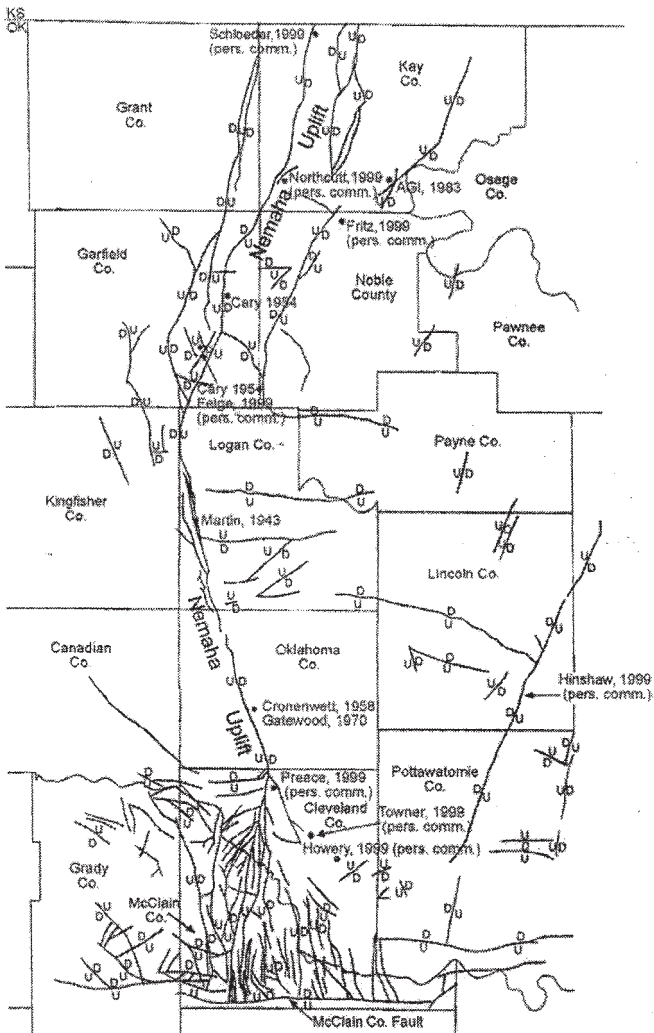 KS
OK
Schloeder, 1999
(pers. comm.)
Kay
Co.
Grant
Co.
Nemaha Uplift
Northcutt, 1999
(pers. comm.)
AGI, 1983
Osage
Co.
Fritz, 1999
(pers. comm.)
Garfield
Co.
Noble
County
Cary 1954
Pawnee
Co.
Cary 1954
Feige, 1999
(pers. comm.)
Logan Co.
Payne Co.
Kingfisher
Co.
Martin, 1943
Lincoln Co.
Nemaha Uplift
Canadian
Co.
Oklahoma
Co.
Hinshaw, 1999
(pers. comm.)
Cronenwett, 1958
Gatewood, 1970
Preece, 1999
(pers. comm.)
Cleveland
Co.
Pottawatomie
Co.
Towner, 1998
(pers. comm.)
Howery, 1999 (pers. comm.)
Grady
Co.
McClain
Co.
McClain Co. Fault